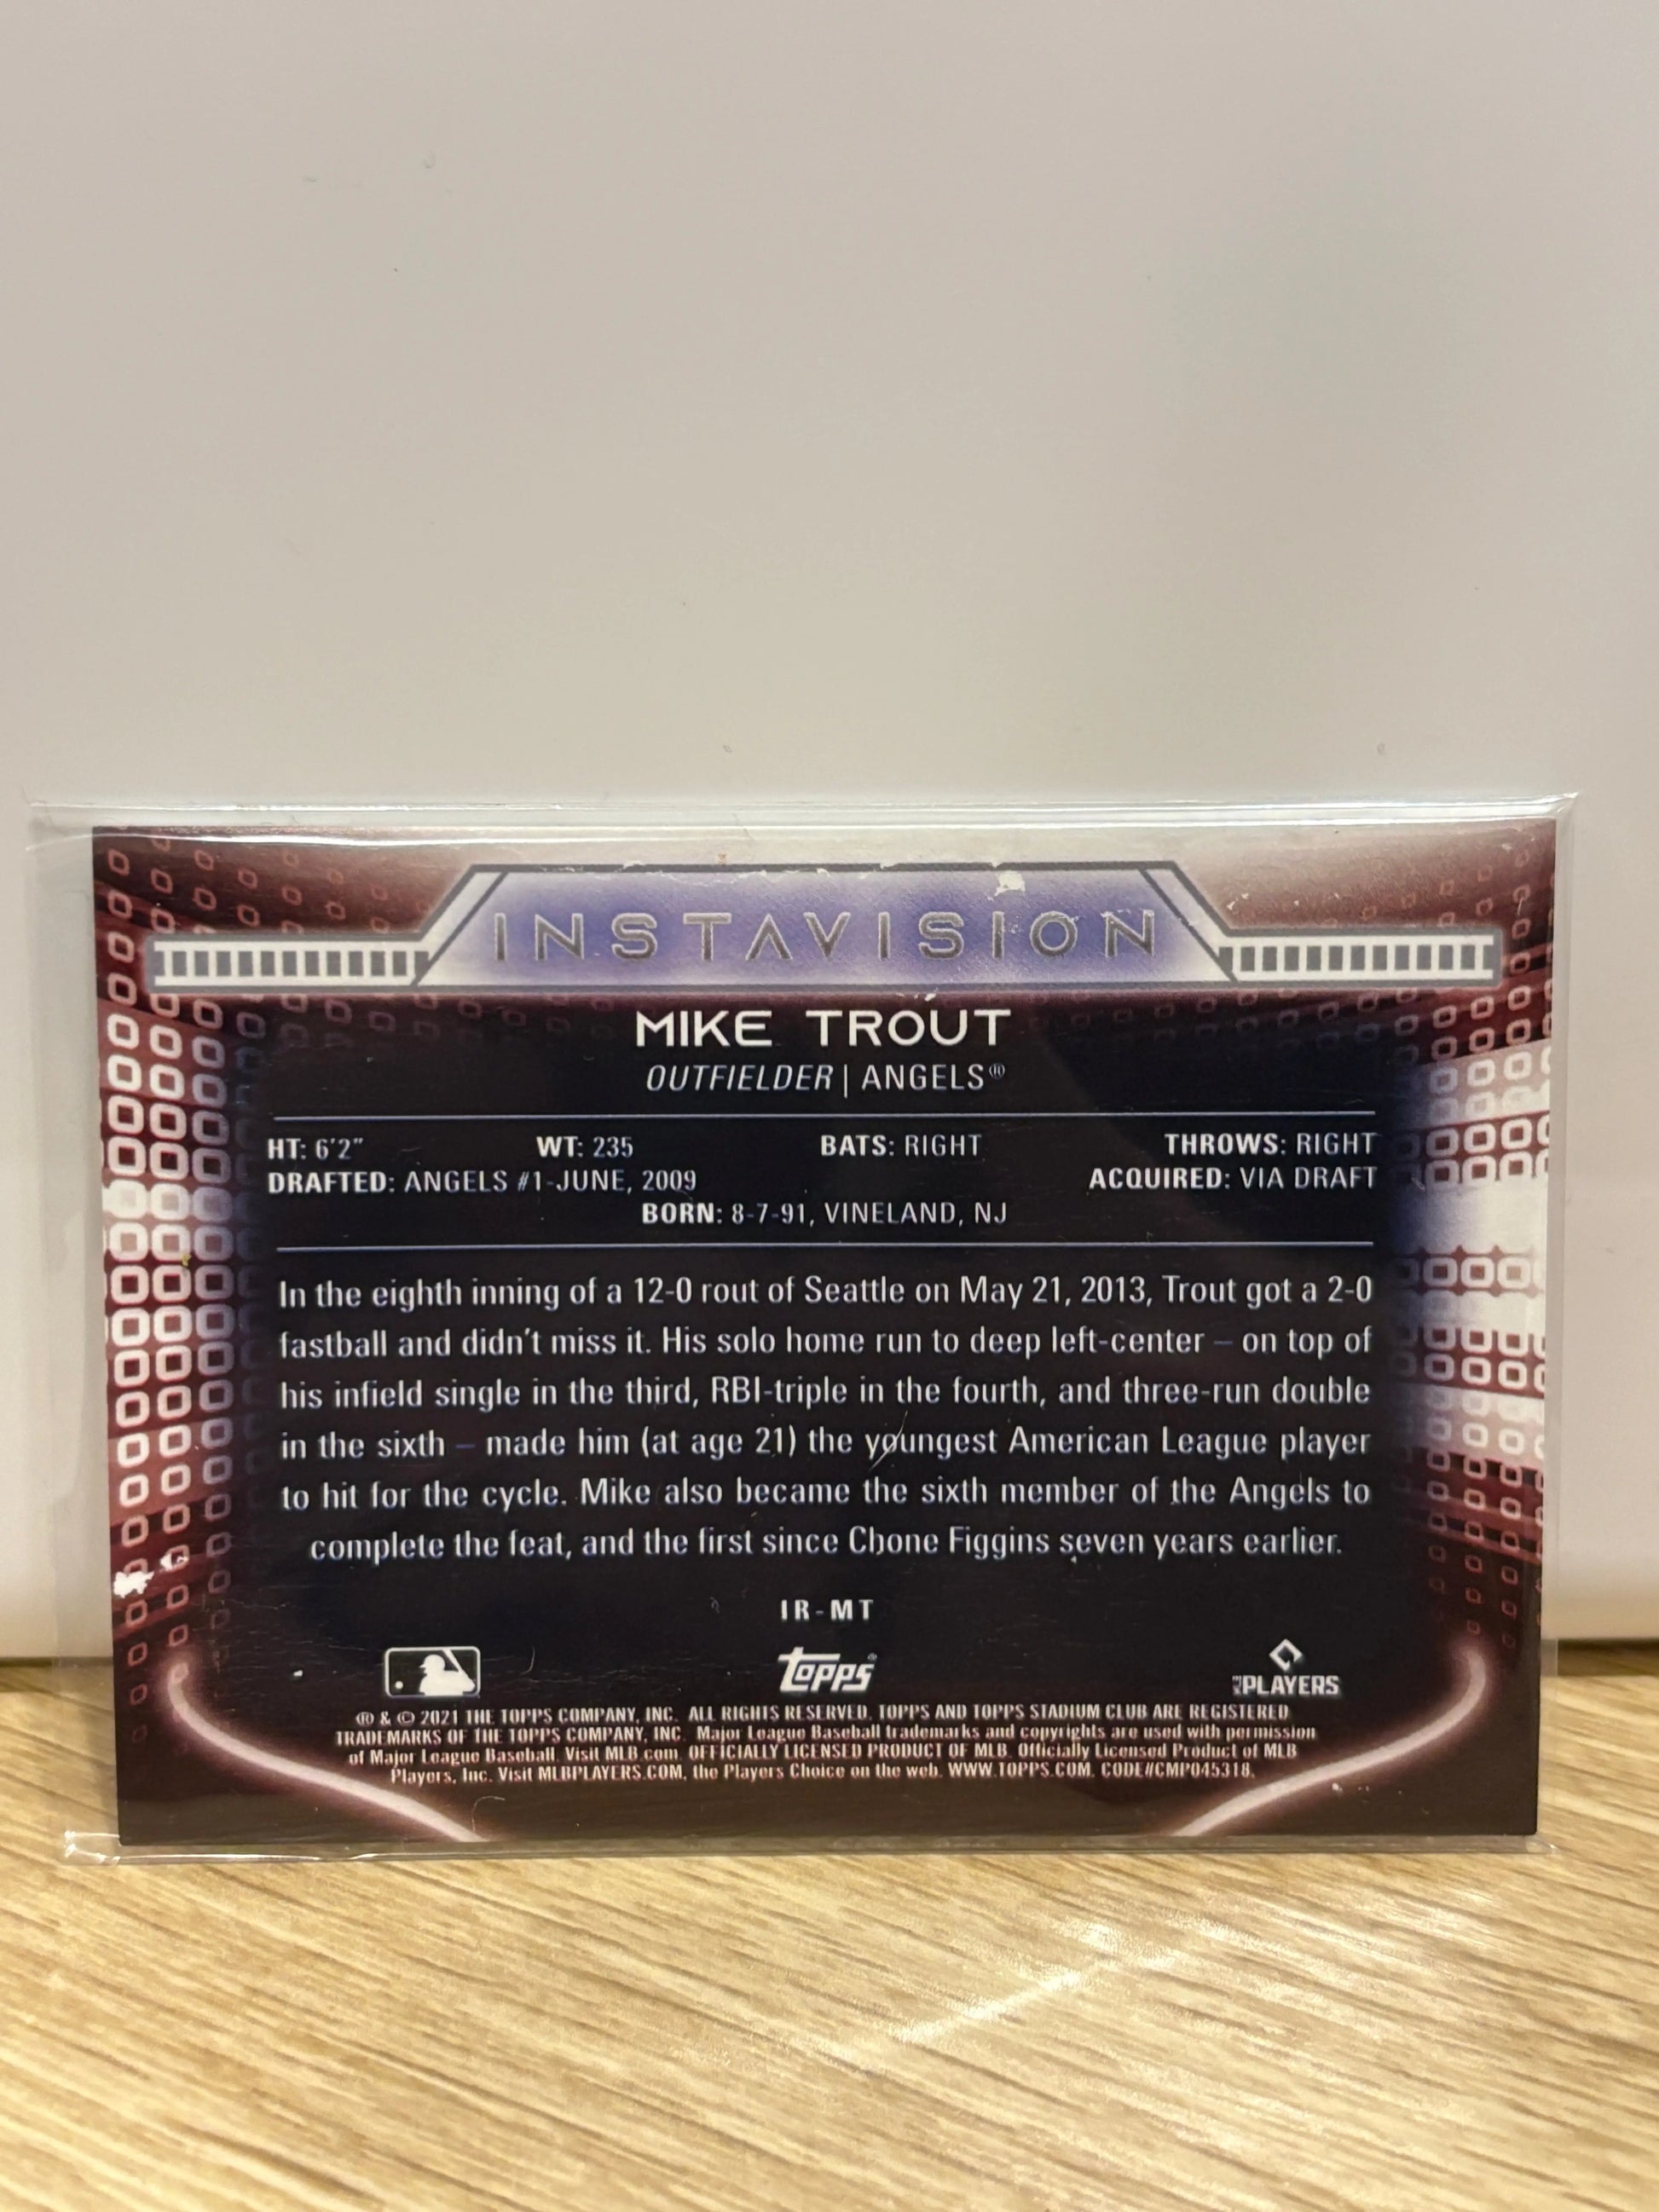 INSTAVISION
MIKE TROUT
OUTFIELDER | ANGELS®
HT: 6'2" WT: 235 BATS: RIGHT THROWS: RIGHT
DRAFTED: ANGELS #1-JUNE, 2009 ACQUIRED: VIA DRAFT
BORN: 8-7-91, VINELAND, NJ
In the eighth inning of a 12-0 rout of Seattle on May 21, 2013, Trout got a 2-0
fastball and didn't miss it. His solo home run to deep left-center – on top of
his infield single in the third, RBI-triple in the fourth, and three-run double
in the sixth – made him (at age 21) the youngest American League player
to hit for the cycle. Mike also became the sixth member of the Angels to
complete the feat, and the first since Chone Figgins seven years earlier.
IR-MT
topps®
PLAYERS
® & © 2021 THE TOPPS COMPANY, INC. ALL RIGHTS RESERVED. TOPPS AND TOPPS STADIUM CLUB ARE REGISTERED
TRADEMARKS OF THE TOPPS COMPANY, INC. Major League Baseball trademarks and copyrights are used with permission
of Major League Baseball. Visit MLB.com. OFFICIALLY LICENSED PRODUCT OF MLB. Officially Licensed Product of MLB
Players, Inc. Visit MLBPLAYERS.COM, the Players Choice on the web. WWW.TOPPS.COM. CODE#CMP045318.